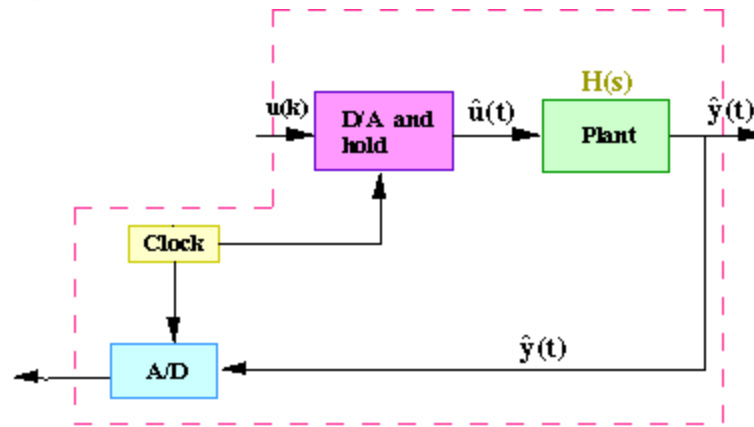 H(s)
u(k)
D/A and
hold
û(t)
Plant
ŷ(t)
Clock
ŷ(t)
A/D